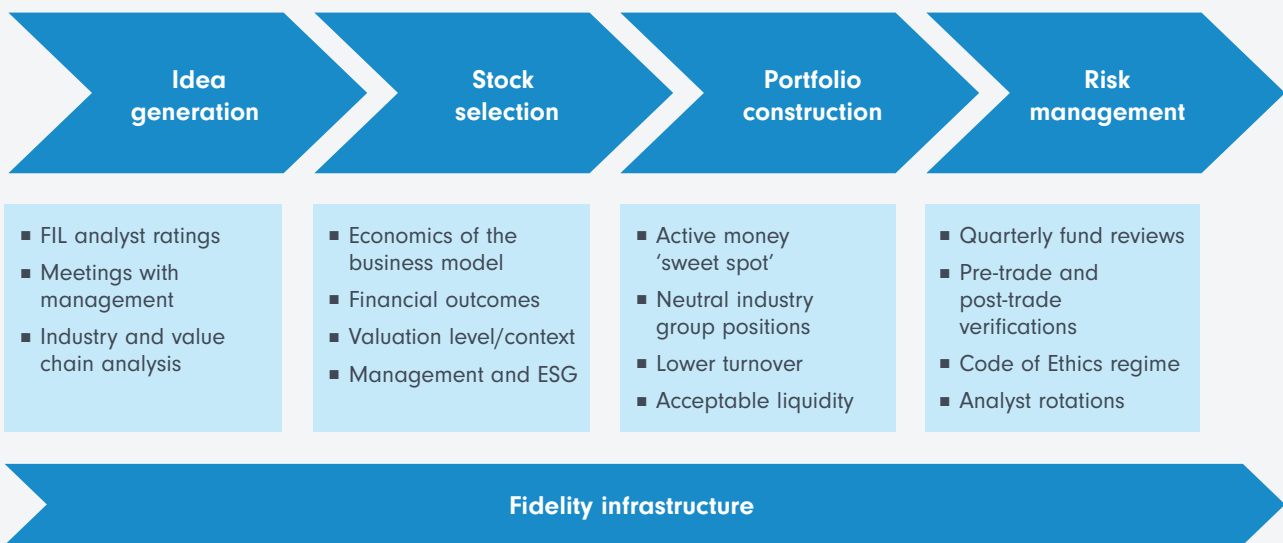 Idea
generation
Stock
selection
Portfolio
construction
Risk
management
▪ FIL analyst ratings
▪ Meetings with
management
▪ Industry and value
chain analysis
▪ Economics of the
business model
▪ Financial outcomes
▪ Valuation level/context
▪ Management and ESG
▪ Active money
‘sweet spot’
▪ Neutral industry
group positions
▪ Lower turnover
▪ Acceptable liquidity
▪ Quarterly fund reviews
▪ Pre-trade and
post-trade
verifications
▪ Code of Ethics regime
▪ Analyst rotations
Fidelity infrastructure